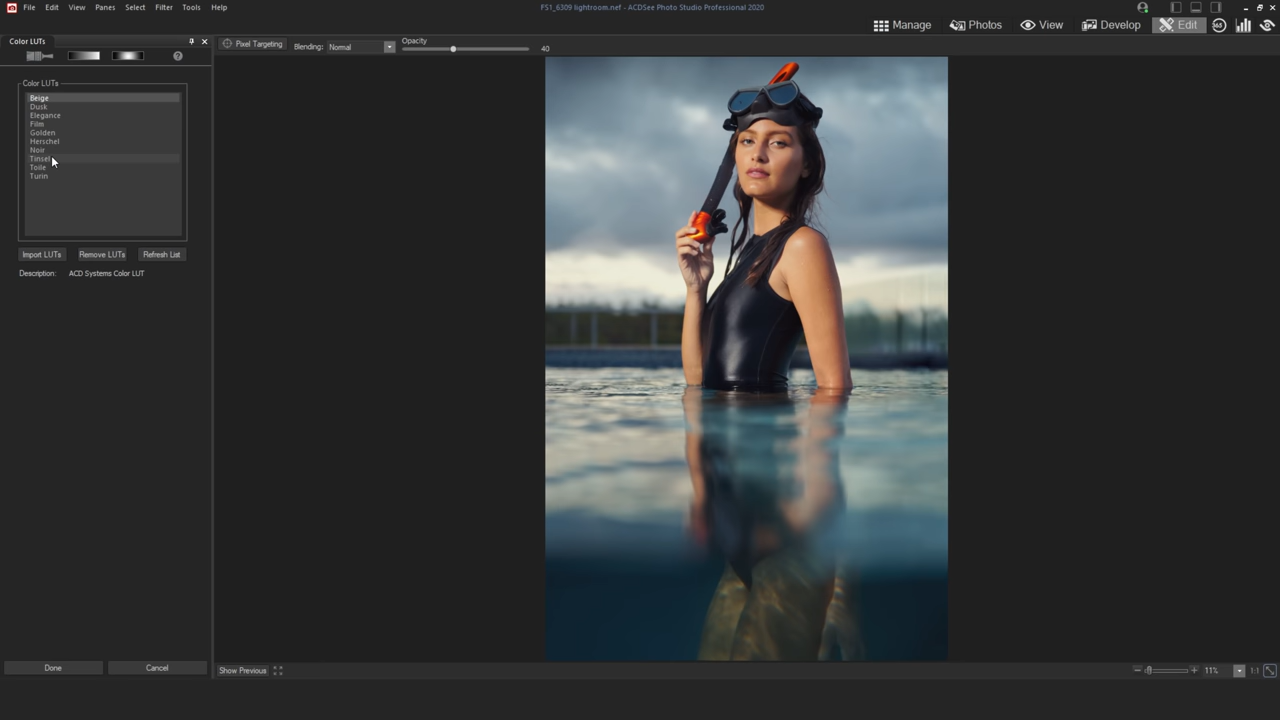 File Edit View Panes Select Filter Tools Help
FS1_6309 lightroom.nef - ACDSee Photo Studio Professional 2020
Manage Photos View Develop Edit 365
Color LUTs
Pixel Targeting Blending: Normal Opacity 40
Color LUTs
Beige
Dusk
Elegance
Film
Golden
Herschel
Noir
Tinsel
Toile
Turin
Import LUTs Remove LUTs Refresh List
Description: ACD Systems Color LUT
Done Cancel
Show Previous 11% 1:1